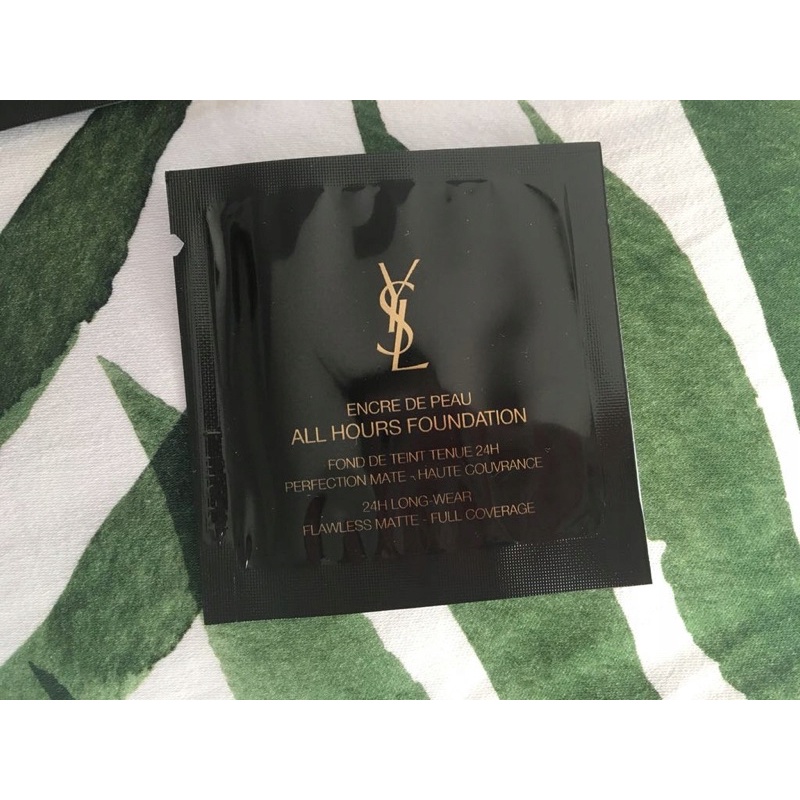 YSL
ENCRE DE PEAU
ALL HOURS FOUNDATION
FOND DE TEINT TENUE 24H
PERFECTION MATE - HAUTE COUVRANCE
24H LONG-WEAR
FLAWLESS MATTE - FULL COVERAGE